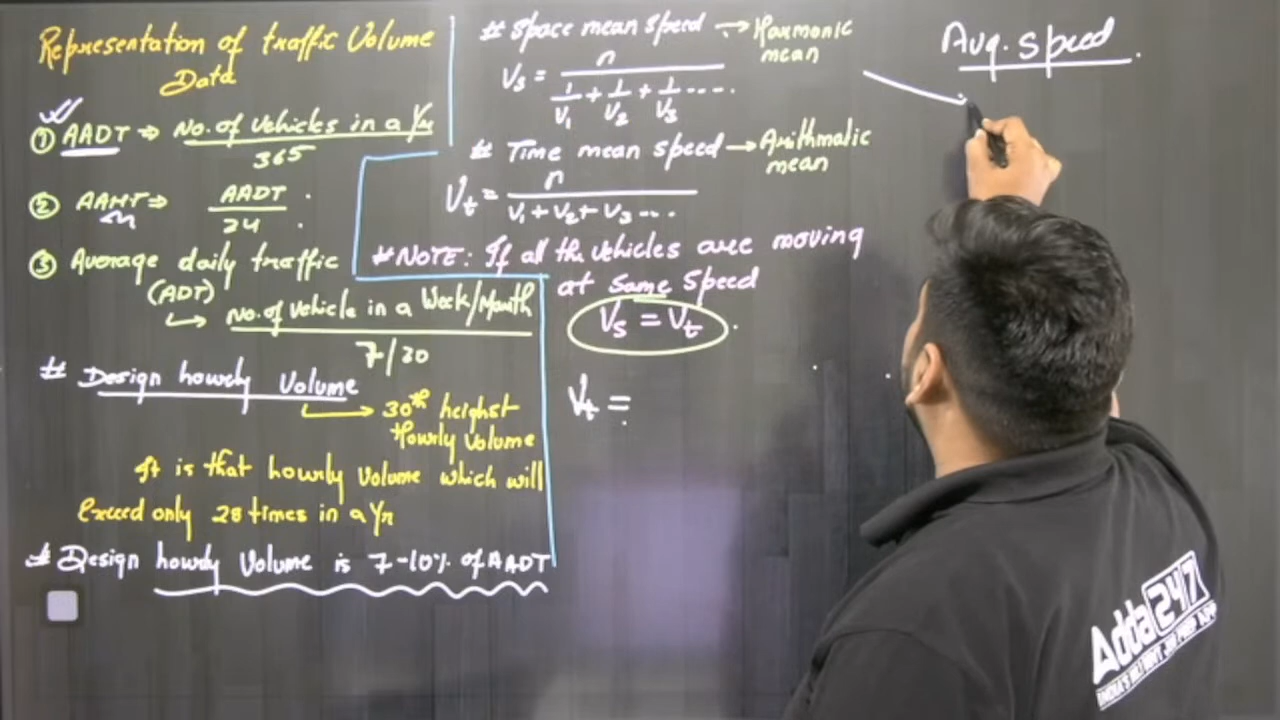 Representation of traffic Volume
Data
① AADT ⇒ No. of Vehicles in a Yr
365
② AAHT ⇒ AADT
24
③ Average daily traffic
(ADT)
↳ No. of vehicle in a Week/Month
7/30
# Design hourly Volume
→ 30th heighst
Hourly Volume
It is that hourly Volume which will
Exceed only 28 times in a Yr
# Design hourly Volume is 7-10% of AADT
# Space mean speed → Harmonic
mean
Vs = n
1/V1 + 1/V2 + 1/V3 ....
# Time mean speed → Arithmatic
mean
Vt = n
V1 + V2 + V3 ....
# NOTE: If all the vehicles are moving
at same speed
Vs = Vt
Vt =
Avg. speed
Adda247